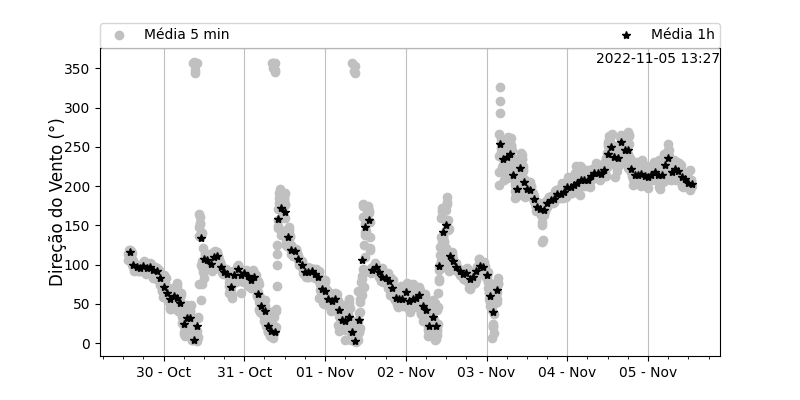 Média 5 min
Média 1h
2022-11-05 13:27
Direção do Vento (°)
350
300
250
200
150
100
50
0
30 - Oct
31 - Oct
01 - Nov
02 - Nov
03 - Nov
04 - Nov
05 - Nov